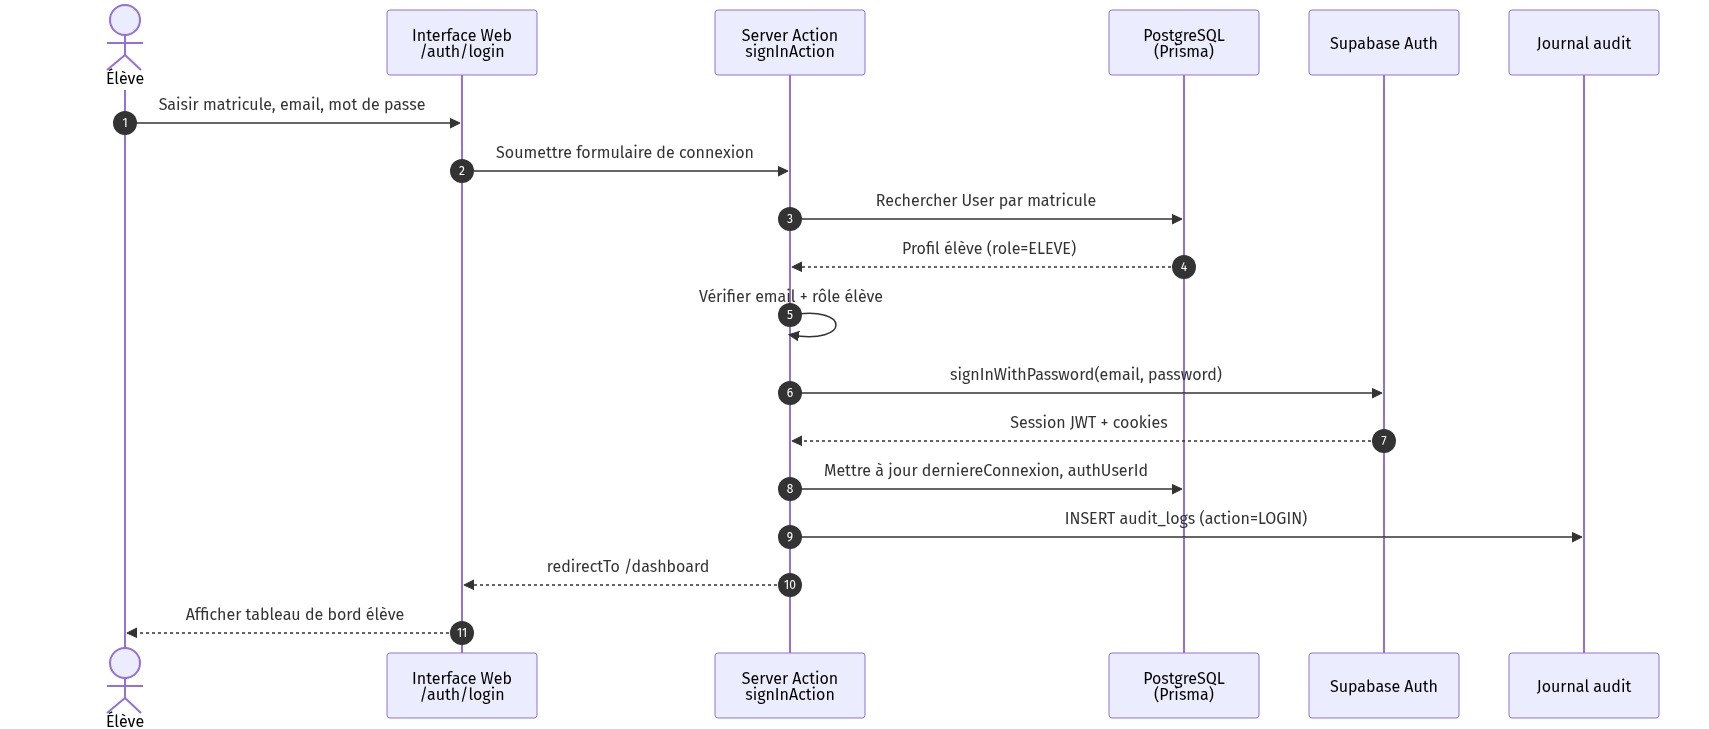 Élève
Interface Web
/auth/login
Server Action
signInAction
PostgreSQL
(Prisma)
Supabase Auth
Journal audit
Saisir matricule, email, mot de passe
1
Soumettre formulaire de connexion
2
Rechercher User par matricule
3
Profil élève (role=ELEVE)
4
Vérifier email + rôle élève
5
signInWithPassword(email, password)
6
Session JWT + cookies
7
Mettre à jour derniereConnexion, authUserId
8
INSERT audit_logs (action=LOGIN)
9
redirectTo /dashboard
10
Afficher tableau de bord élève
11
Élève
Interface Web
/auth/login
Server Action
signInAction
PostgreSQL
(Prisma)
Supabase Auth
Journal audit